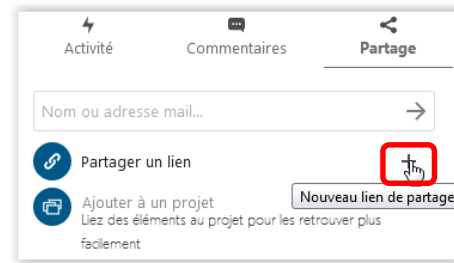 Activité Commentaires Partage
Nom ou adresse mail...
Partager un lien
Nouveau lien de partage
Ajouter à un projet
Liez des éléments au projet pour les retrouver plus
facilement